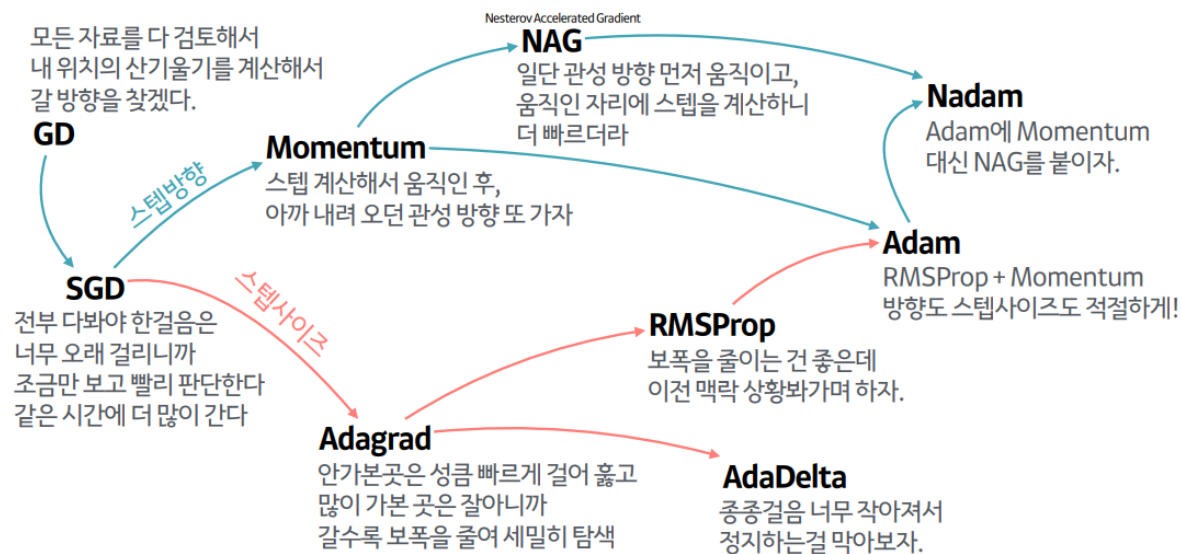 모든 자료를 다 검토해서
내 위치의 산기울기를 계산해서
갈 방향을 찾겠다.
GD
스텝방향
SGD
전부 다봐야 한걸음은
너무 오래 걸리니까
조금만 보고 빨리 판단한다
같은 시간에 더 많이 간다
스텝사이즈
Momentum
스텝 계산해서 움직인 후,
아까 내려 오던 관성 방향 또 가자
Nesterov Accelerated Gradient
NAG
일단 관성 방향 먼저 움직이고,
움직인 자리에 스텝을 계산하니
더 빠르더라
Nadam
Adam에 Momentum
대신 NAG를 붙이자.
Adam
RMSProp + Momentum
방향도 스텝사이즈도 적절하게!
RMSProp
보폭을 줄이는 건 좋은데
이전 맥락 상황봐가며 하자.
Adagrad
안가본곳은 성큼 빠르게 걸어 훑고
많이 가본 곳은 잘아니까
갈수록 보폭을 줄여 세밀히 탐색
AdaDelta
종종걸음 너무 작아져서
정지하는걸 막아보자.